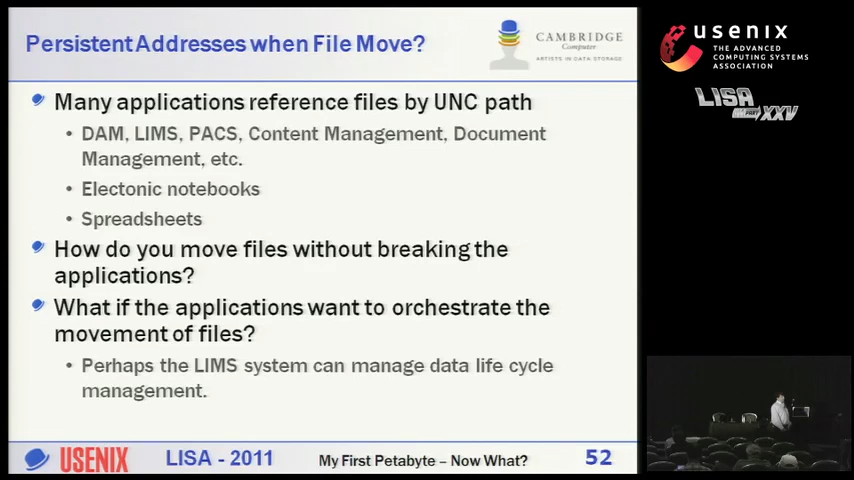 Persistent Addresses when File Move?
CAMBRIDGE
Computer
ARTISTS IN DATA STORAGE
Many applications reference files by UNC path
• DAM, LIMS, PACS, Content Management, Document
Management, etc.
• Electonic notebooks
• Spreadsheets
How do you move files without breaking the
applications?
What if the applications want to orchestrate the
movement of files?
• Perhaps the LIMS system can manage data life cycle
management.
USENIX
LISA - 2011
My First Petabyte – Now What?
52
usenix
THE ADVANCED
COMPUTING SYSTEMS
ASSOCIATION
LISA
XXV